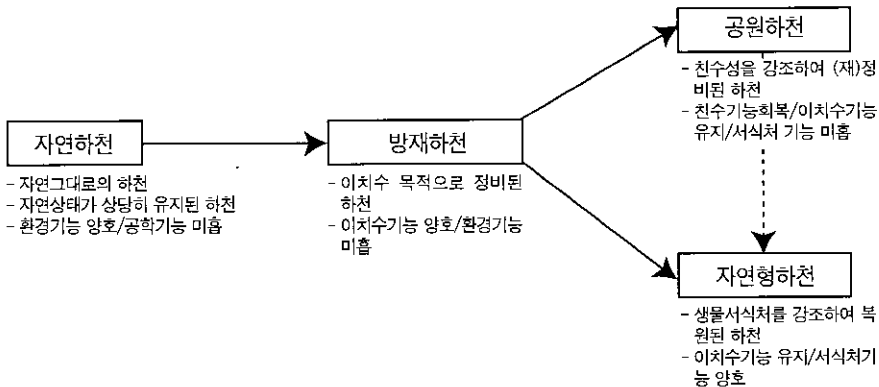 공원하천
- 친수성을 강조하여 (재)정
비된 하천
- 친수기능회복/이치수기능
유지/서식처 기능 미흡
자연하천
- 자연그대로의 하천
- 자연상태가 상당히 유지된 하천
- 환경기능 양호/공학기능 미흡
방재하천
- 이치수 목적으로 정비된
하천
- 이치수기능 양호/환경기능
미흡
자연형하천
- 생물서식처를 강조하여 복
원된 하천
- 이치수기능 유지/서식처기
능 양호